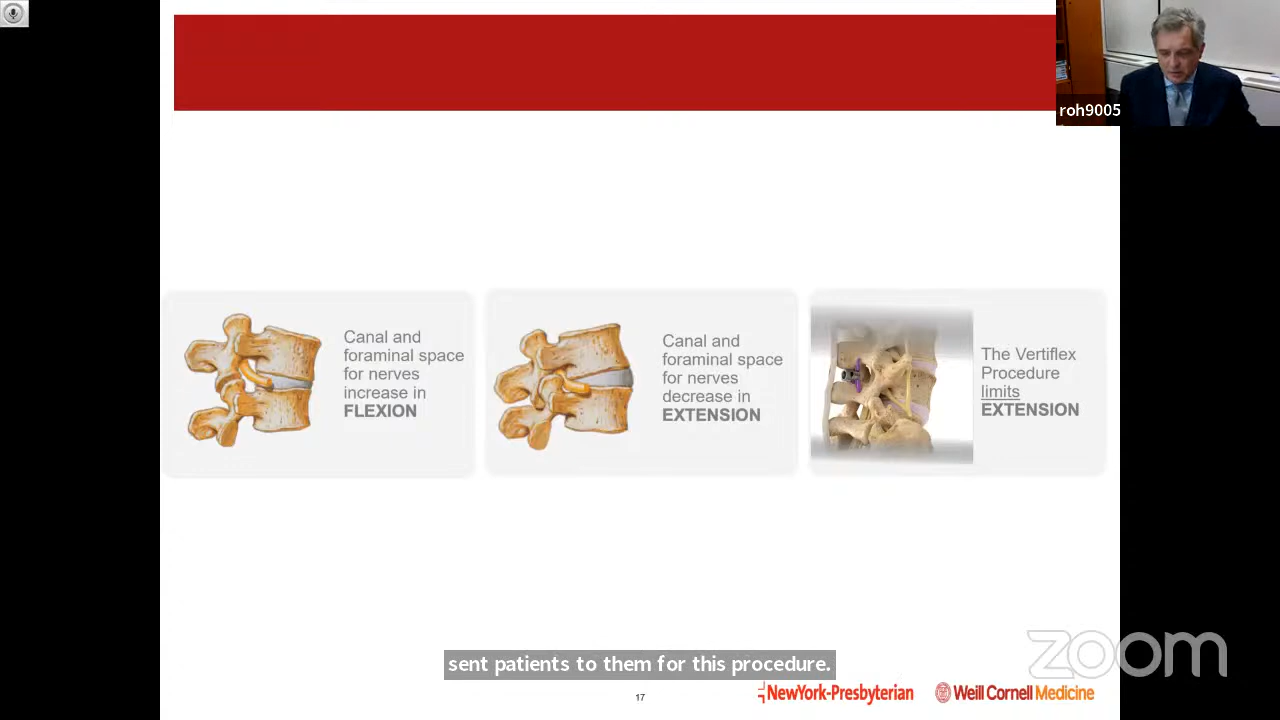 roh9005
Canal and
foraminal space
for nerves
increase in
FLEXION
Canal and
foraminal space
for nerves
decrease in
EXTENSION
The Vertiflex
Procedure
limits
EXTENSION
sent patients to them for this procedure.
zoom
17
NewYork-Presbyterian
Weill Cornell Medicine